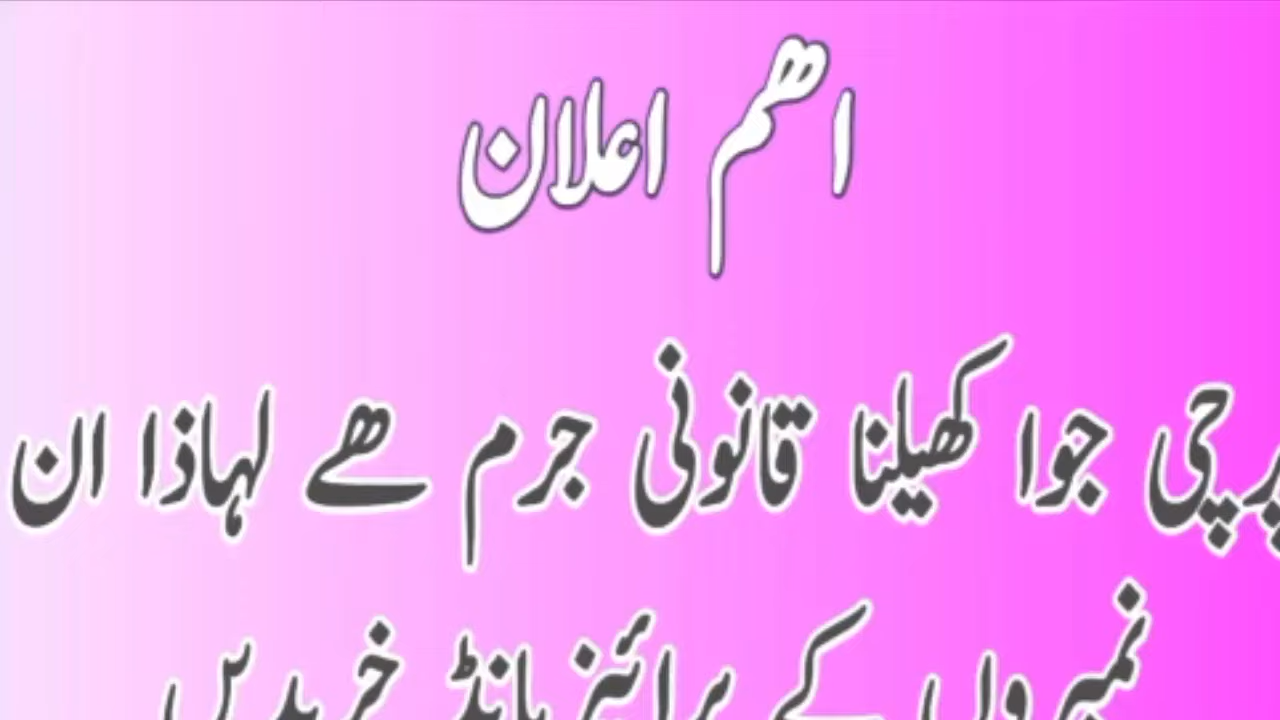 اھم اعلان
پرچی جوا کھیلنا قانونی جرم ھے لہاذا ان
نمبروں کے پرائز بانڈ خریدیں